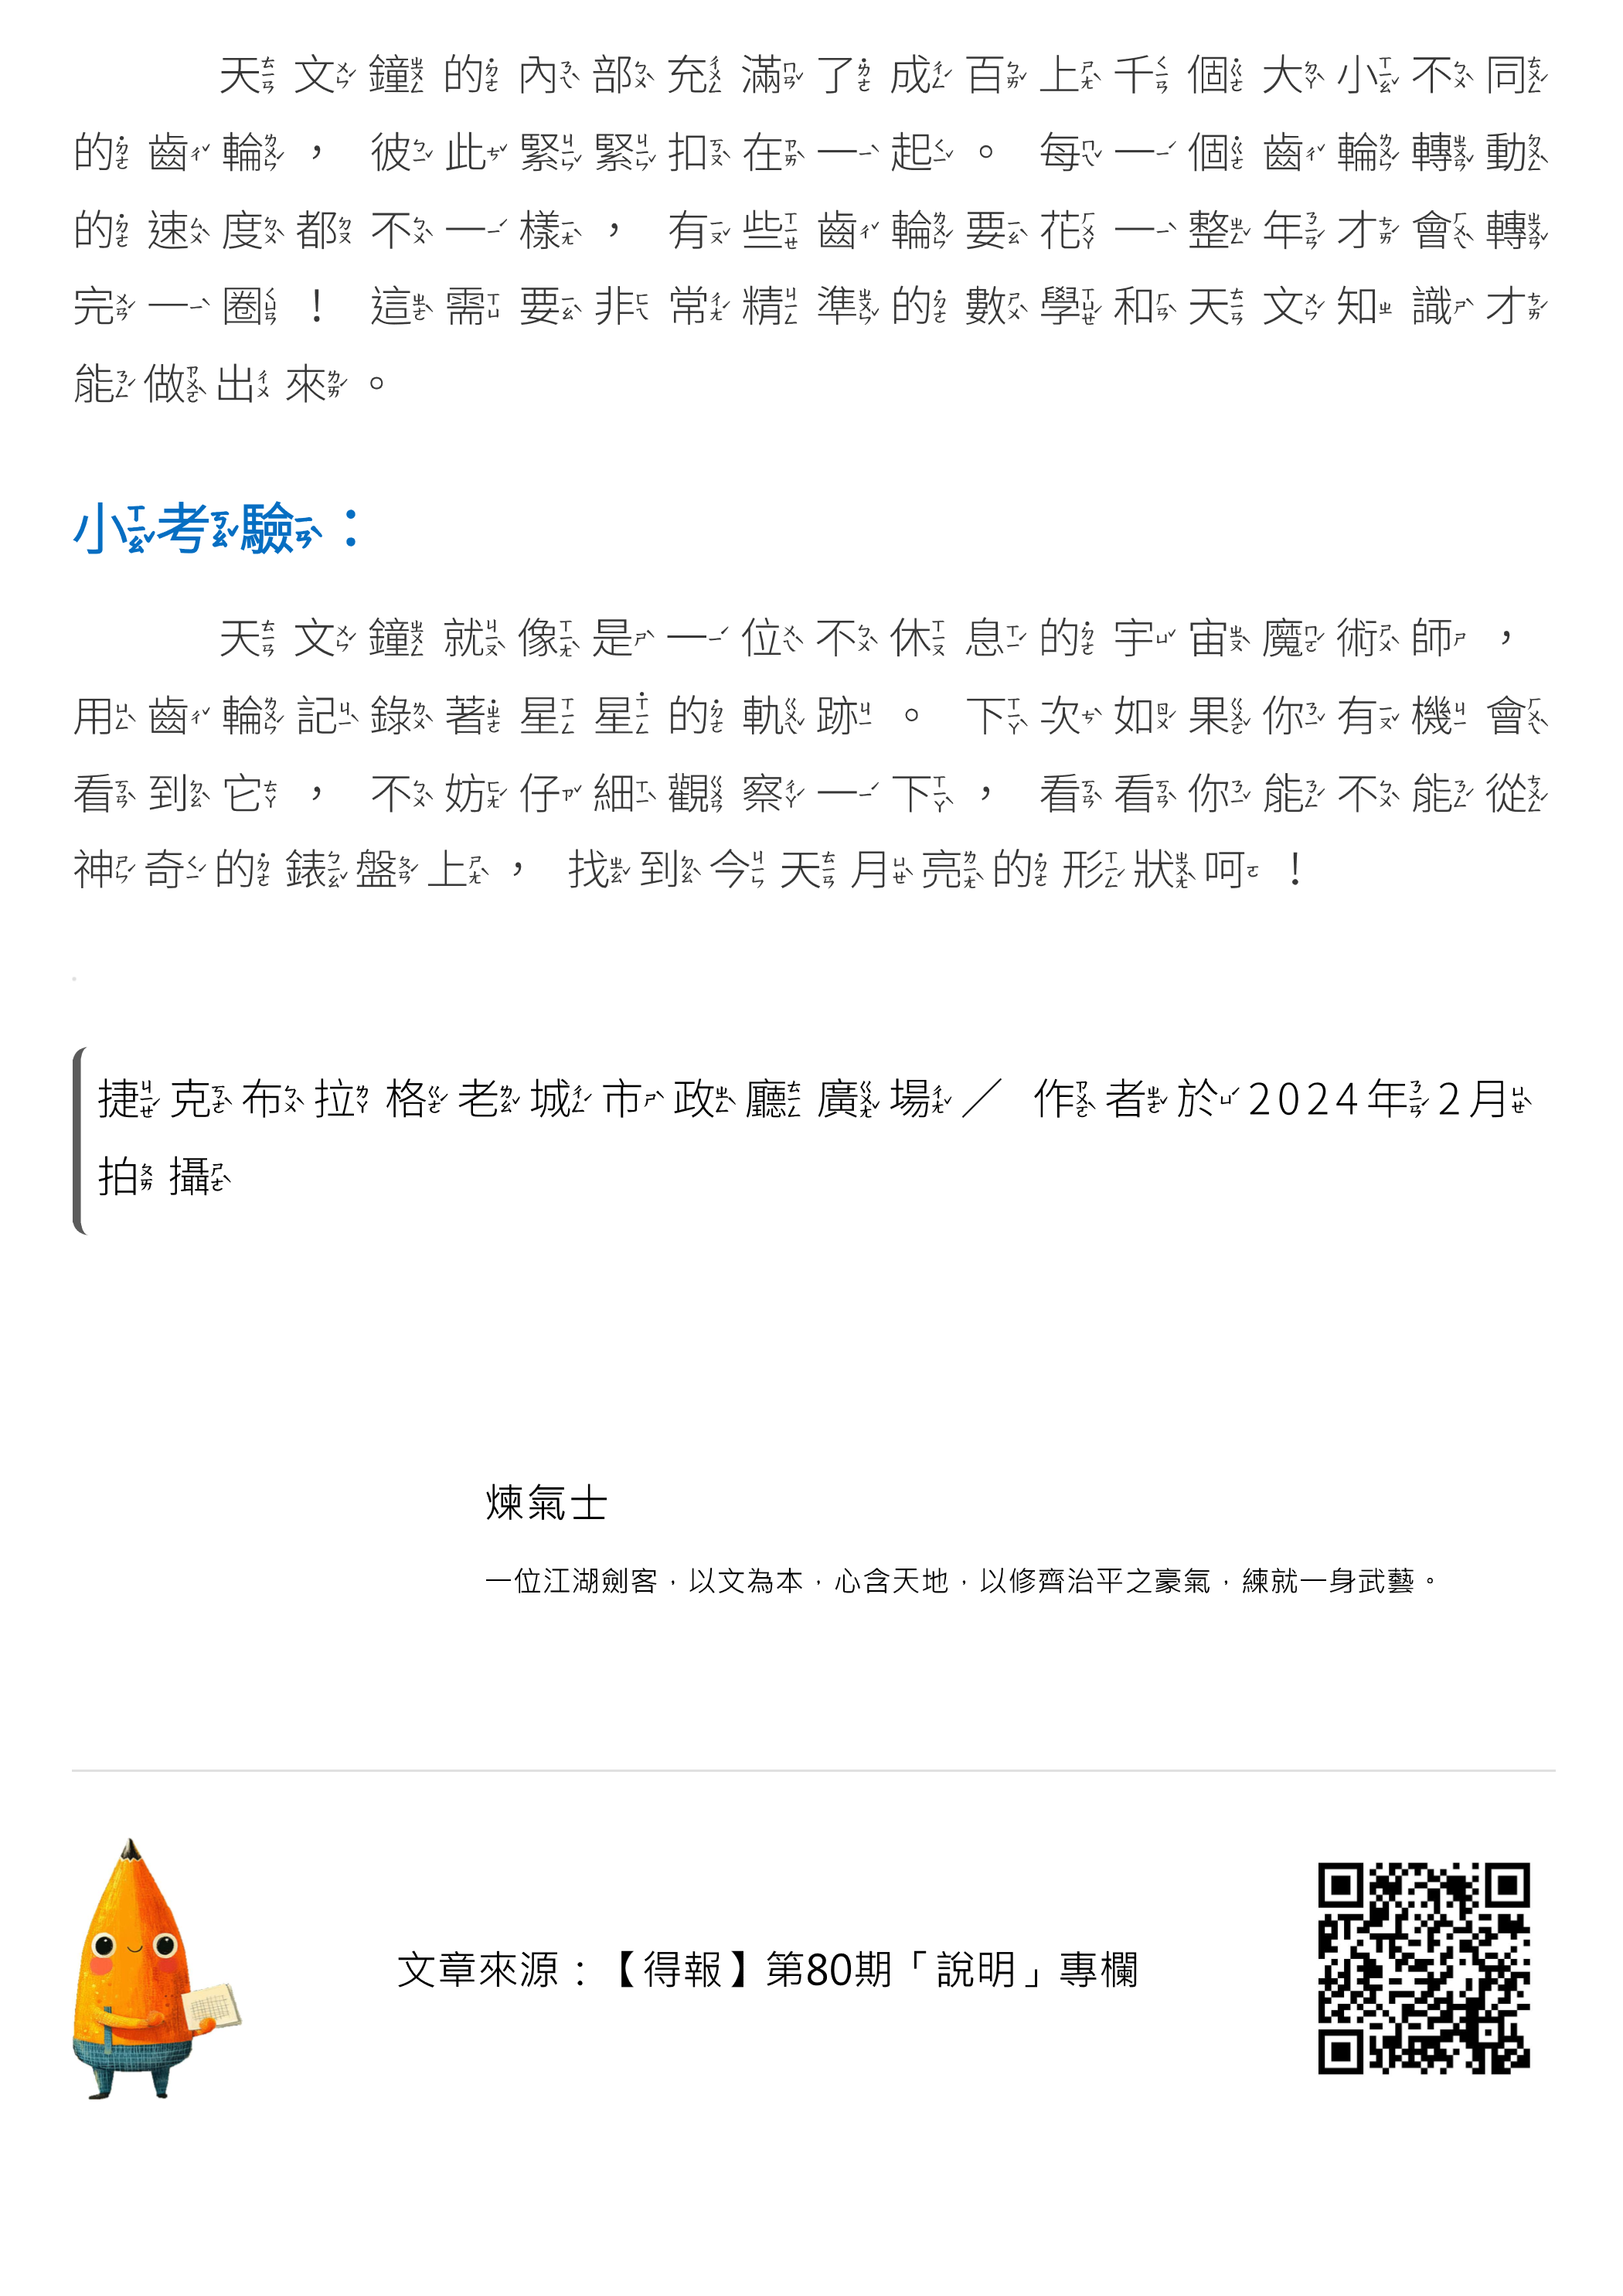 天文鐘的內部充滿了成百上千個大小不同
的齒輪，彼此緊緊扣在一起。每一個齒輪轉動
的速度都不一樣，有些齒輪要花一整年才會轉
完一圈！這需要非常精準的數學和天文知識才
能做出來。
小考驗：
天文鐘就像是一位不休息的宇宙魔術師，
用齒輪記錄著星星的軌跡。下次如果你有機會
看到它，不妨仔細觀察一下，看看你能不能從
神奇的錶盤上，找到今天月亮的形狀呵！
捷克布拉格老城市政廳廣場／作者於2024年2月
拍攝
煉氣士
一位江湖劍客，以文為本，心含天地，以修齊治平之豪氣，練就一身武藝。
文章來源：【得報】第80期「說明」專欄